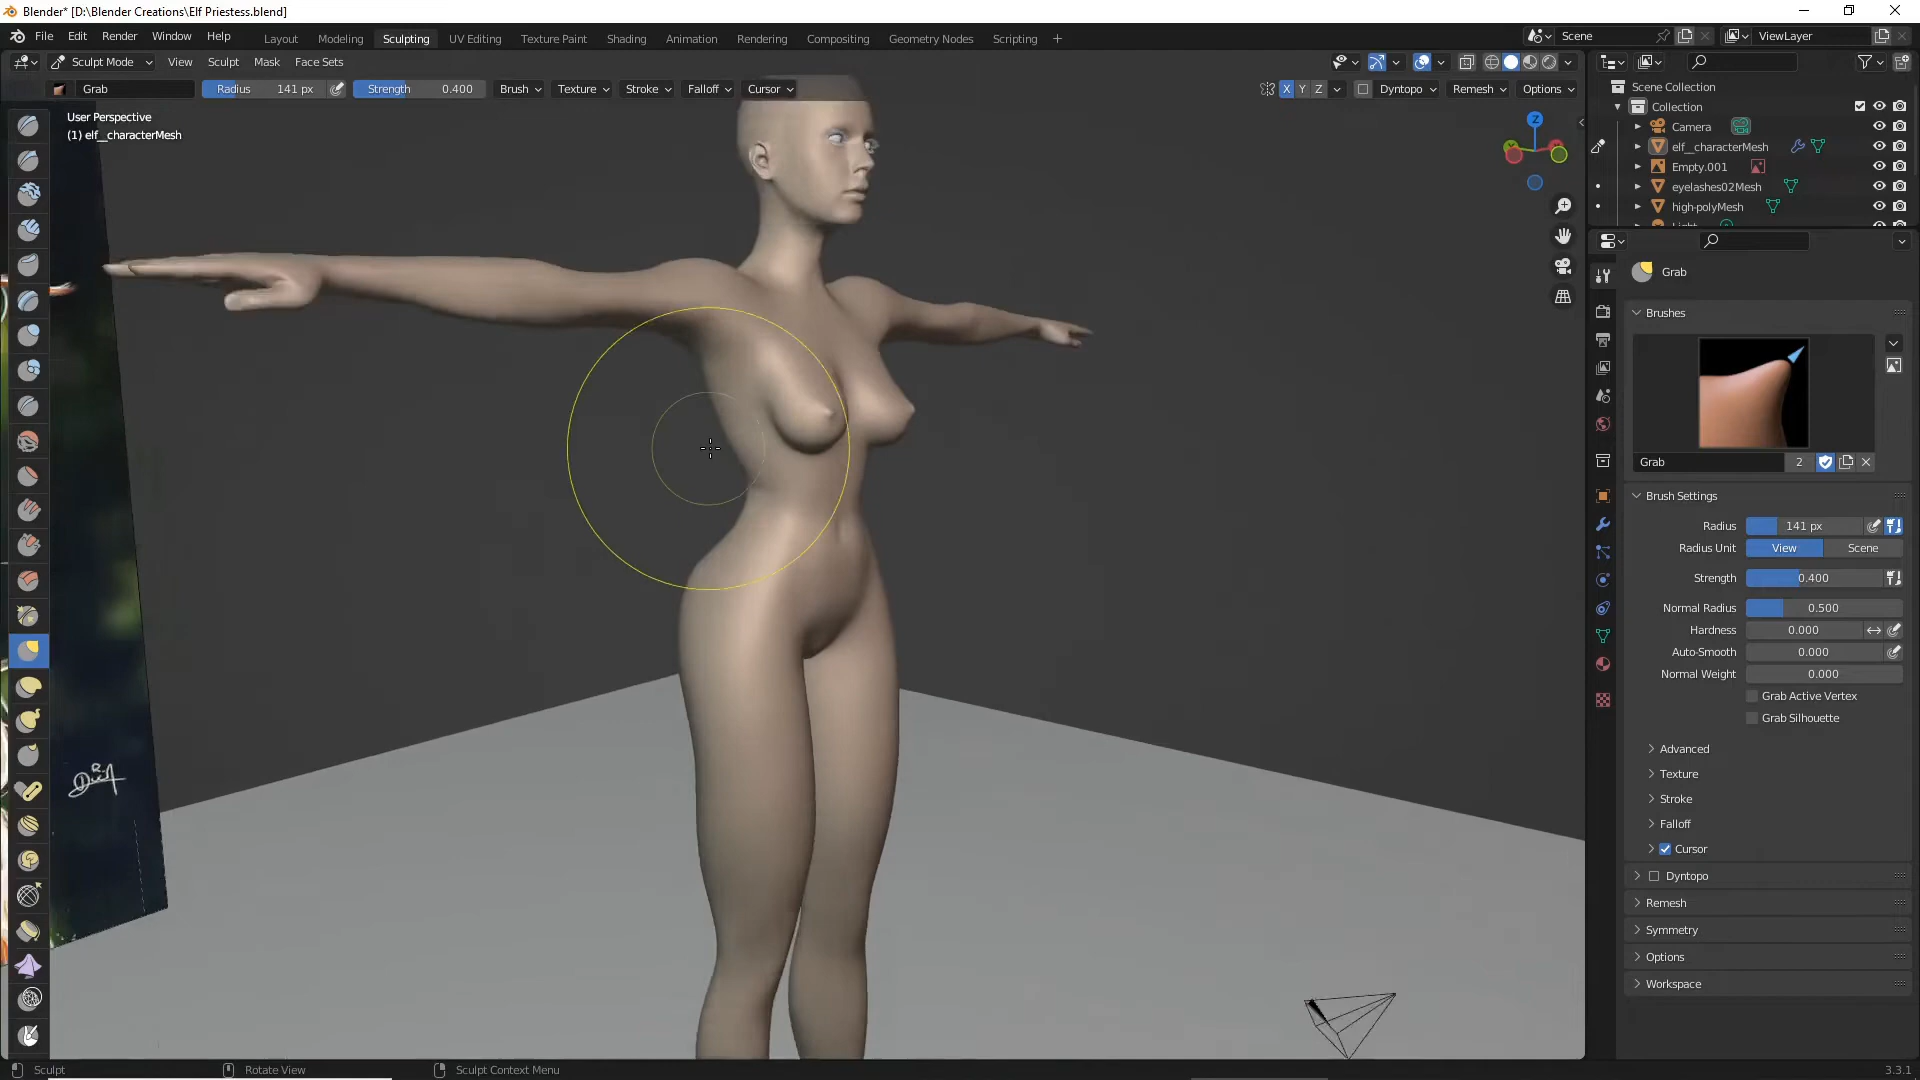 Blender* [D:\Blender Creations\Elf Priestess.blend]
File Edit Render Window Help Layout Modeling Sculpting UV Editing Texture Paint Shading Animation Rendering Compositing Geometry Nodes Scripting + Scene ViewLayer
Sculpt Mode View Sculpt Mask Face Sets
Grab Radius 141 px Strength 0.400 Brush Texture Stroke Falloff Cursor X Y Z Dyntopo Remesh Options
User Perspective
(1) elf__characterMesh
Z
Scene Collection
Collection
Camera
elf__characterMesh
Empty.001
eyelashes02Mesh
high-polyMesh
Grab
Brushes
Grab 2
Brush Settings
Radius 141 px
Radius Unit View Scene
Strength 0.400
Normal Radius 0.500
Hardness 0.000
Auto-Smooth 0.000
Normal Weight 0.000
Grab Active Vertex
Grab Silhouette
Advanced
Texture
Stroke
Falloff
Cursor
Dyntopo
Remesh
Symmetry
Options
Workspace
Sculpt Rotate View Sculpt Context Menu 3.3.1